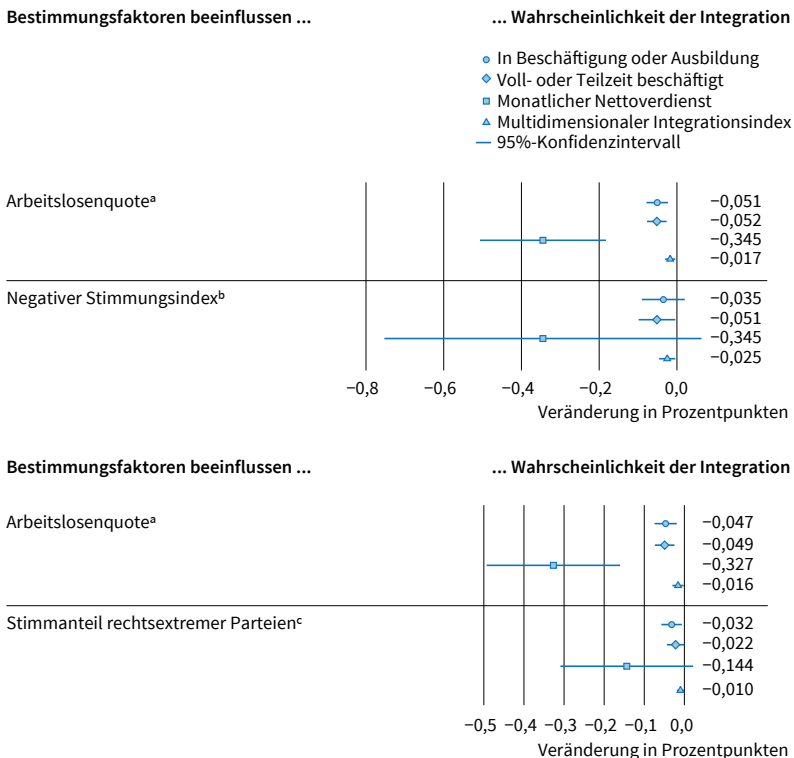 Bestimmungsfaktoren beeinflussen ... ... Wahrscheinlichkeit der Integration
In Beschäftigung oder Ausbildung
Voll- oder Teilzeit beschäftigt
Monatlicher Nettoverdienst
Multidimensionaler Integrationsindex
95%-Konfidenzintervall
Arbeitslosenquoteᵃ −0,051
−0,052
−0,345
−0,017
Negativer Stimmungsindexᵇ −0,035
−0,051
−0,345
−0,025
−0,8 −0,6 −0,4 −0,2 0,0
Veränderung in Prozentpunkten
Bestimmungsfaktoren beeinflussen ... ... Wahrscheinlichkeit der Integration
Arbeitslosenquoteᵃ −0,047
−0,049
−0,327
−0,016
Stimmanteil rechtsextremer Parteienᶜ −0,032
−0,022
−0,144
−0,010
−0,5 −0,4 −0,3 −0,2 −0,1 0,0
Veränderung in Prozentpunkten